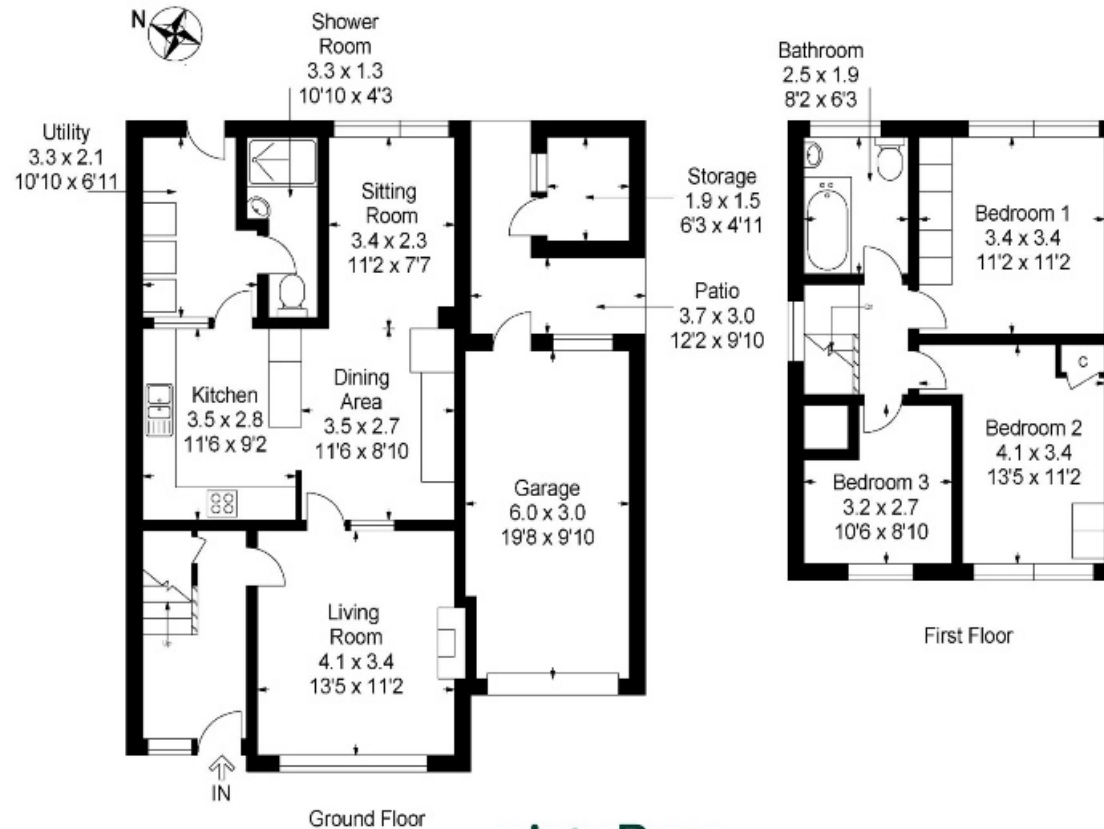 N
Shower
Room
3.3 x 1.3
10'10 x 4'3
Utility
3.3 x 2.1
10'10 x 6'11
Sitting
Room
3.4 x 2.3
11'2 x 7'7
Storage
1.9 x 1.5
6'3 x 4'11
Patio
3.7 x 3.0
12'2 x 9'10
Kitchen
3.5 x 2.8
11'6 x 9'2
Dining
Area
3.5 x 2.7
11'6 x 8'10
Garage
6.0 x 3.0
19'8 x 9'10
Living
Room
4.1 x 3.4
13'5 x 11'2
IN
Ground Floor
Bathroom
2.5 x 1.9
8'2 x 6'3
Bedroom 1
3.4 x 3.4
11'2 x 11'2
C
Bedroom 2
4.1 x 3.4
13'5 x 11'2
Bedroom 3
3.2 x 2.7
10'6 x 8'10
First Floor